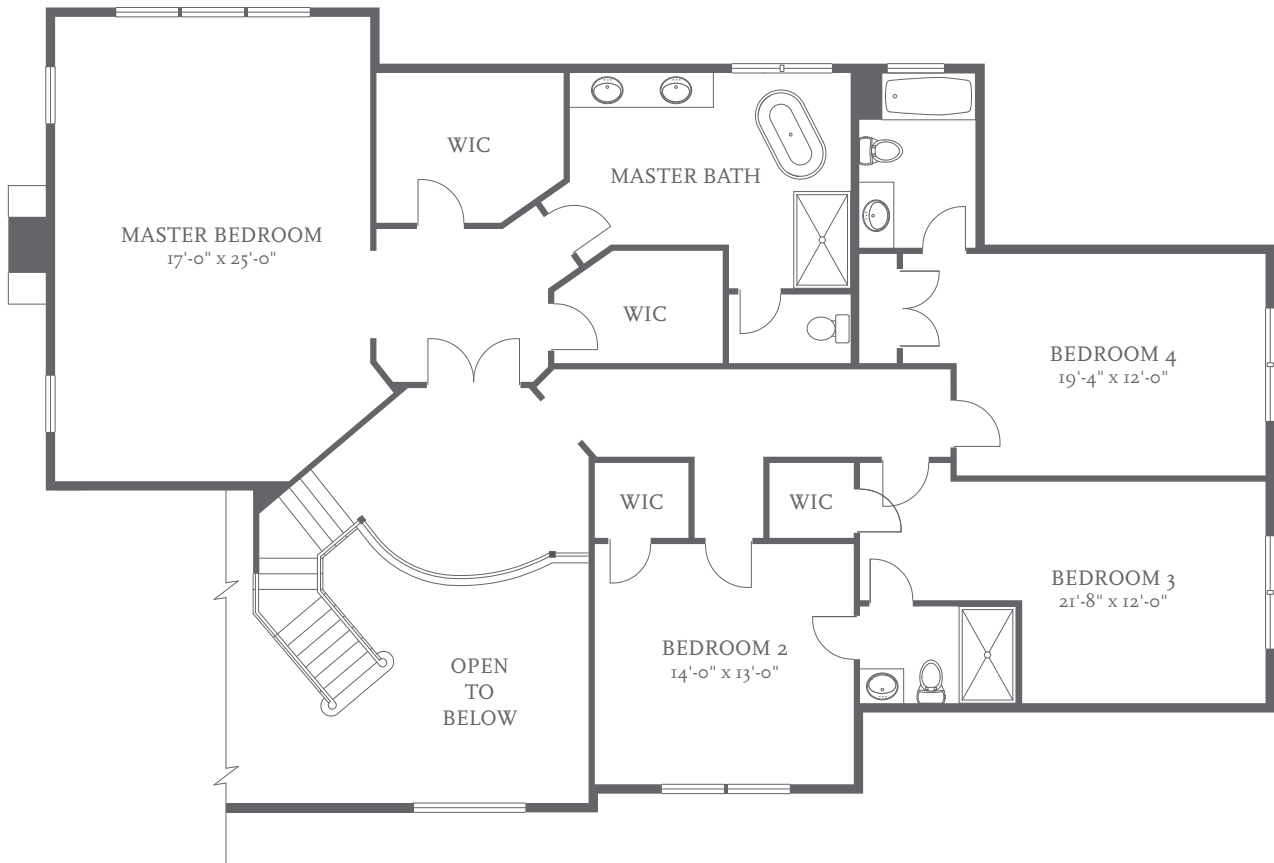 WIC
MASTER BATH
MASTER BEDROOM
17'-0" x 25'-0"
WIC
BEDROOM 4
19'-4" x 12'-0"
WIC
WIC
BEDROOM 3
21'-8" x 12'-0"
BEDROOM 2
14'-0" x 13'-0"
OPEN
TO
BELOW